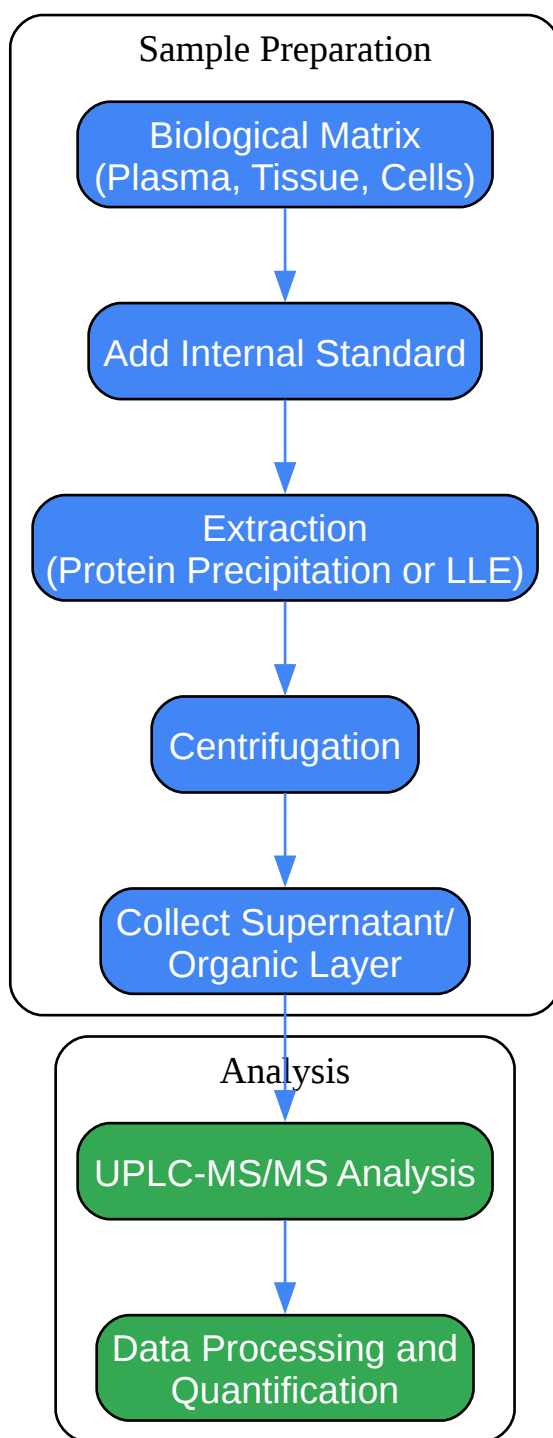 Sample Preparation
Biological Matrix
(Plasma, Tissue, Cells)
Add Internal Standard
Extraction
(Protein Precipitation or LLE)
Centrifugation
Collect Supernatant/
Organic Layer
Analysis
UPLC-MS/MS Analysis
Data Processing and
Quantification